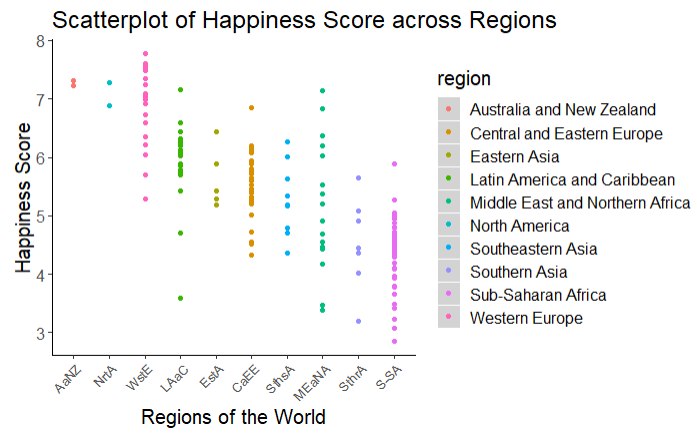 Scatterplot of Happiness Score across Regions
Happiness Score
8
7
6
5
4
3
AaNZ
NrtA
WstE
LAaC
EstA
CaEE
SthsA
MEaNA
SthrA
S-SA
Regions of the World
region
Australia and New Zealand
Central and Eastern Europe
Eastern Asia
Latin America and Caribbean
Middle East and Northern Africa
North America
Southeastern Asia
Southern Asia
Sub-Saharan Africa
Western Europe